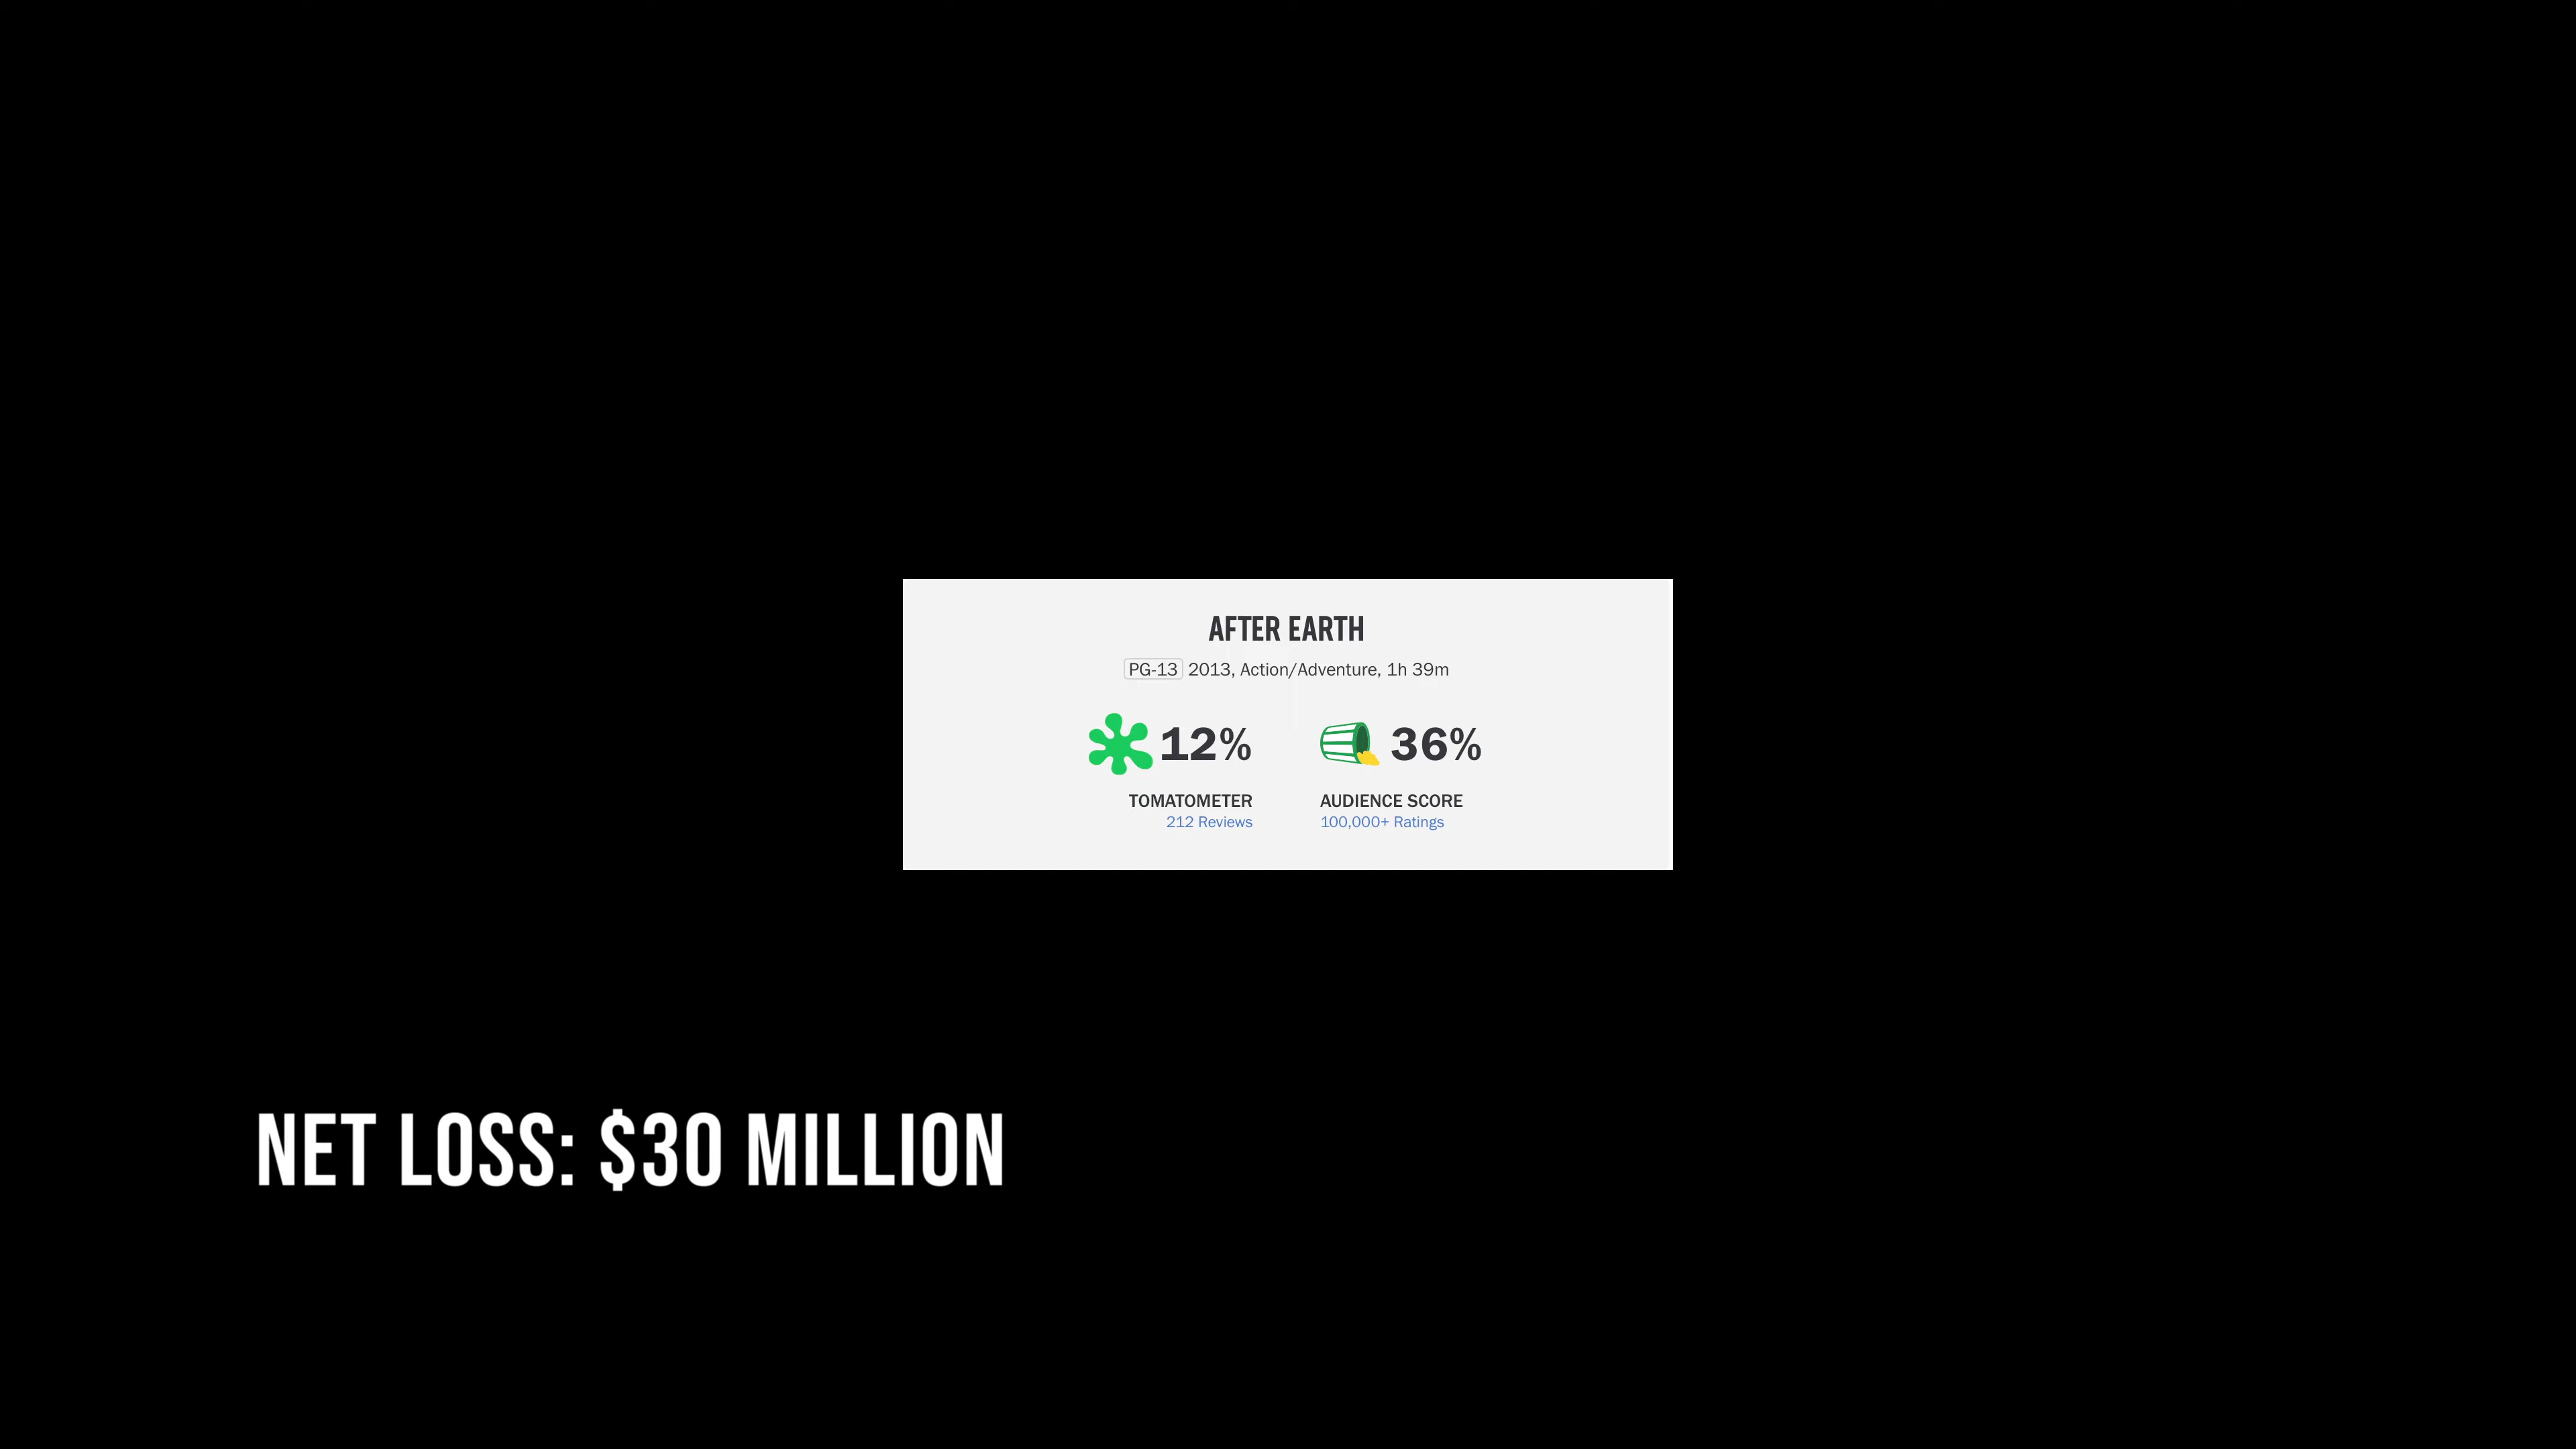 AFTER EARTH
PG-13 2013, Action/Adventure, 1h 39m
12% 36%
TOMATOMETER AUDIENCE SCORE
212 Reviews 100,000+ Ratings
NET LOSS: $30 MILLION